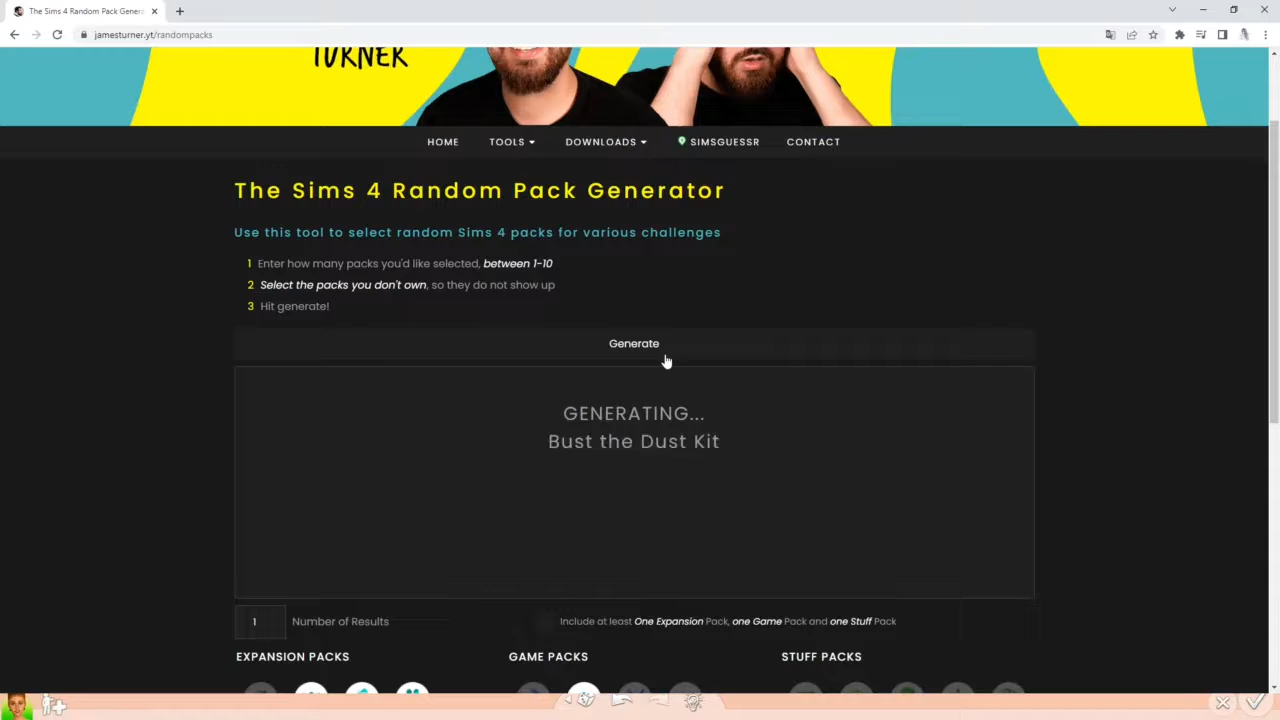 The Sims 4 Random Pack Genera
jamesturner.yt/randompacks
TURNER
HOME TOOLS DOWNLOADS SIMSGUESSR CONTACT
The Sims 4 Random Pack Generator
Use this tool to select random Sims 4 packs for various challenges
1 Enter how many packs you'd like selected, between 1-10
2 Select the packs you don't own, so they do not show up
3 Hit generate!
Generate
GENERATING...
Bust the Dust Kit
1 Number of Results
Include at least One Expansion Pack, one Game Pack and one Stuff Pack
EXPANSION PACKS GAME PACKS STUFF PACKS